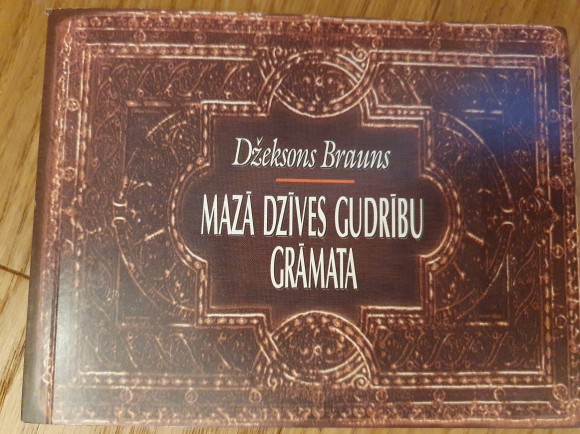 Džeksons Brauns
MAZĀ DZĪVES GUDRĪBU
GRĀMATA